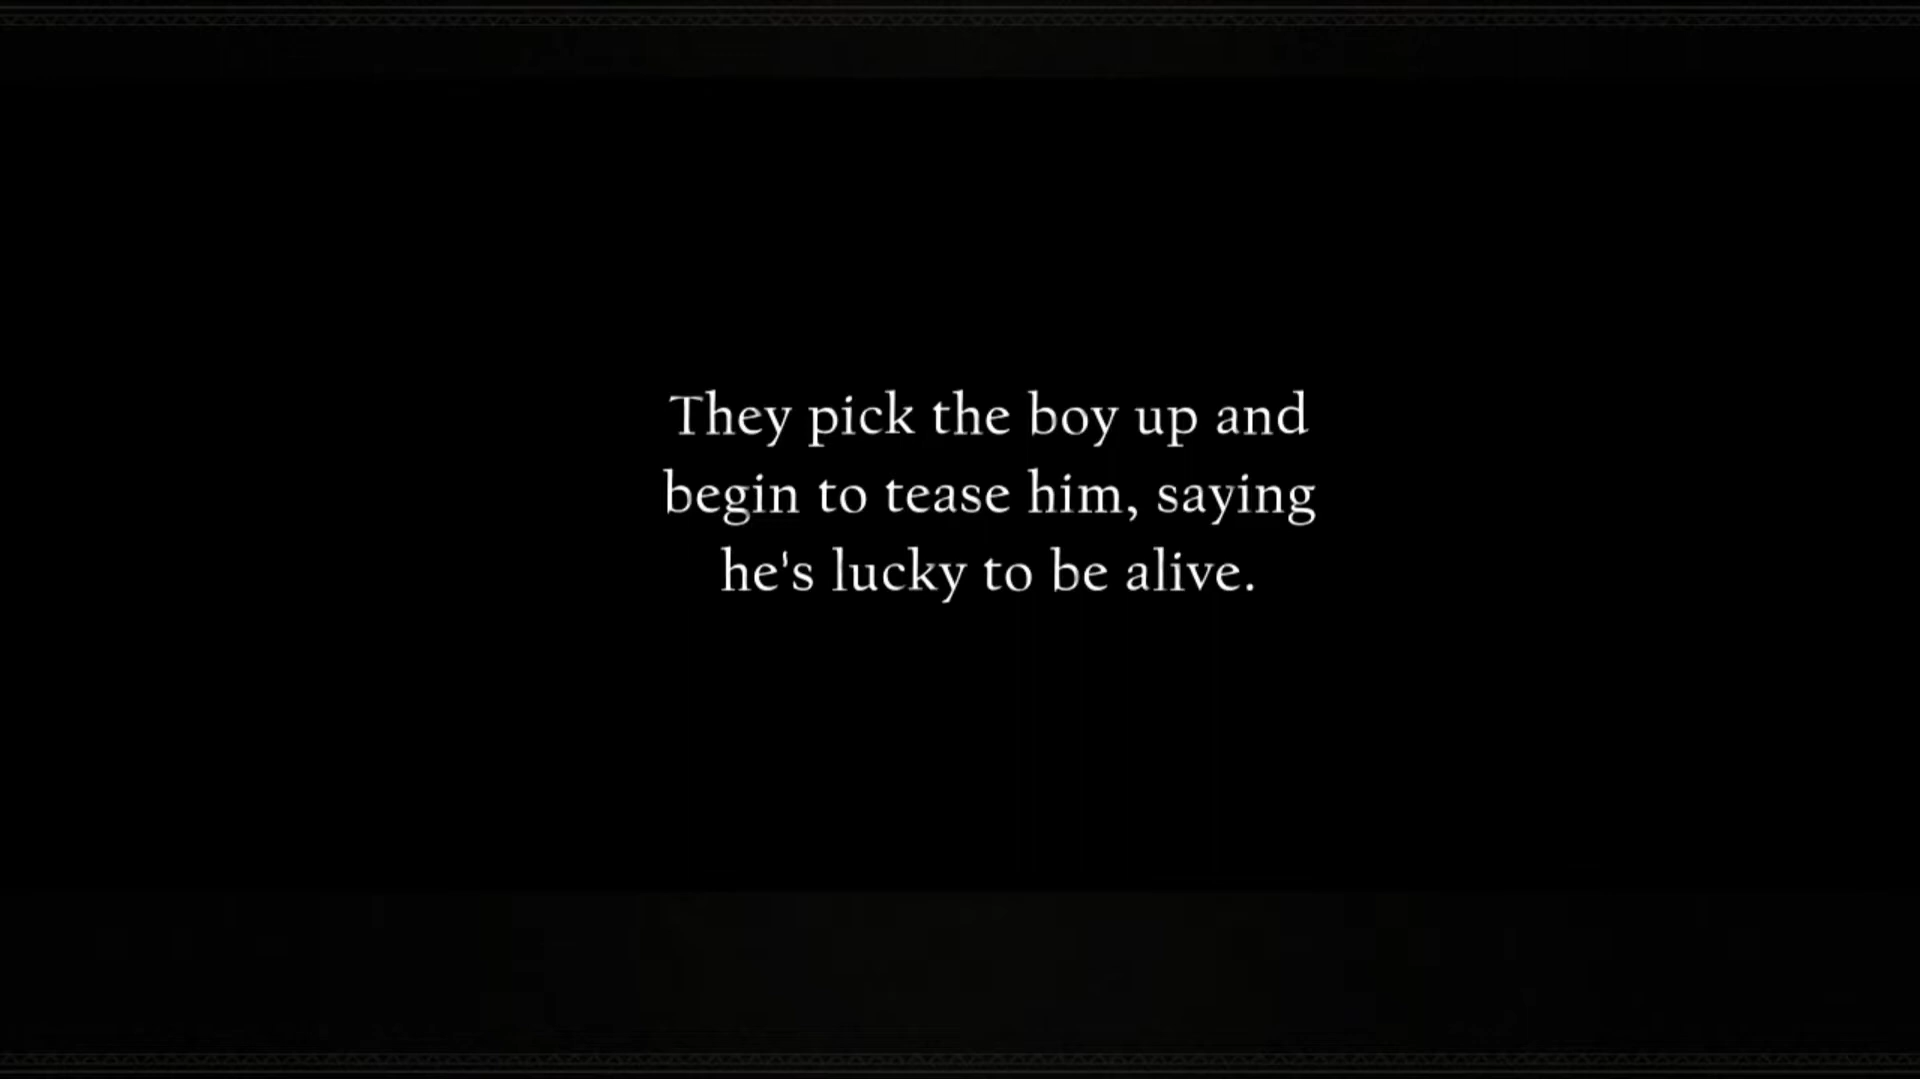 They pick the boy up and
begin to tease him, saying
he's lucky to be alive.